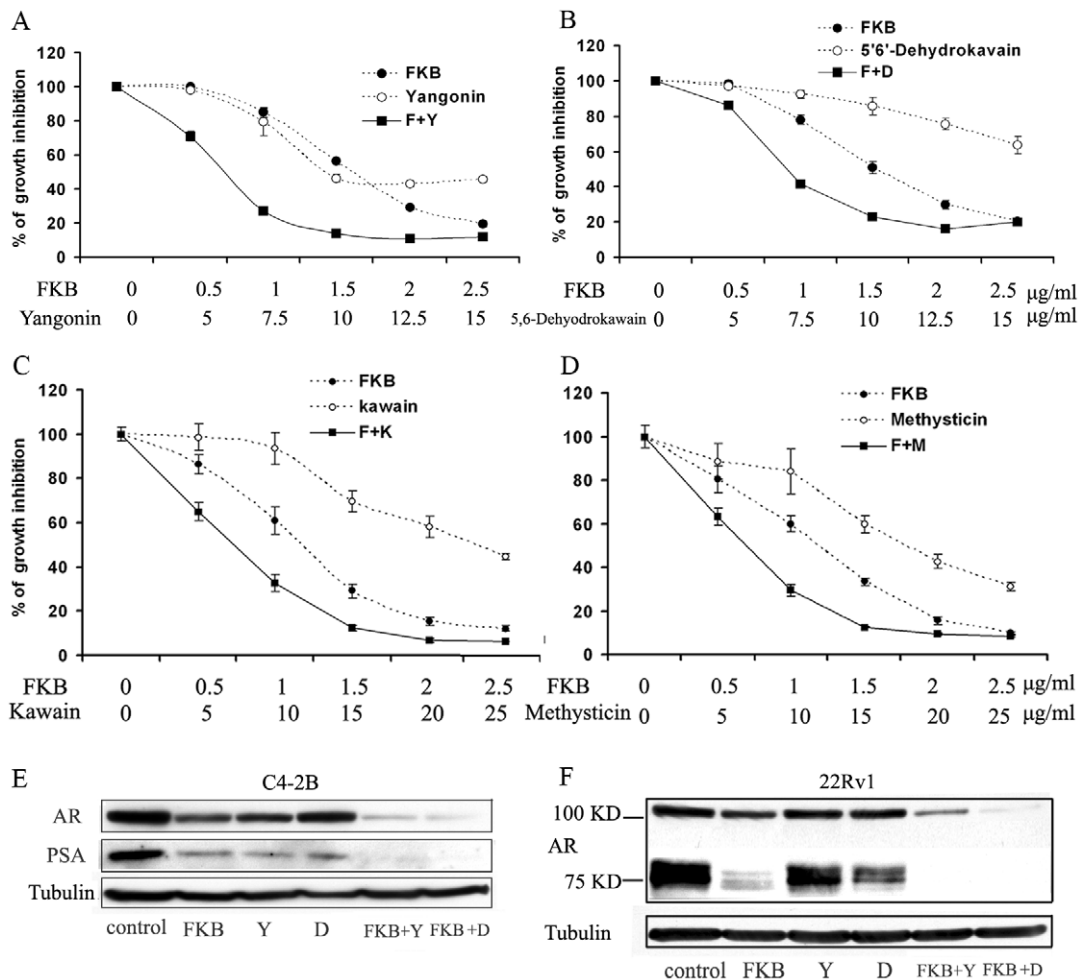 A
FKB
Yangonin
F+Y
% of growth inhibition
120
100
80
60
40
20
0
FKB 0 0.5 1 1.5 2 2.5
Yangonin 0 5 7.5 10 12.5 15
B
FKB
5'6'-Dehydrokavain
F+D
% of growth inhibition
120
100
80
60
40
20
0
FKB 0 0.5 1 1.5 2 2.5 µg/ml
5,6-Dehyodrokawain 0 5 7.5 10 12.5 15 µg/ml
C
FKB
kawain
F+K
% of growth inhibition
120
100
80
60
40
20
0
FKB 0 0.5 1 1.5 2 2.5
Kawain 0 5 10 15 20 25
D
FKB
Methysticin
F+M
120
100
80
60
40
20
0
FKB 0 0.5 1 1.5 2 2.5 µg/ml
Methysticin 0 5 10 15 20 25 µg/ml
E
C4-2B
AR
PSA
Tubulin
control FKB Y D FKB+Y FKB +D
F
22Rv1
100 KD
AR
75 KD
Tubulin
control FKB Y D FKB+Y FKB +D